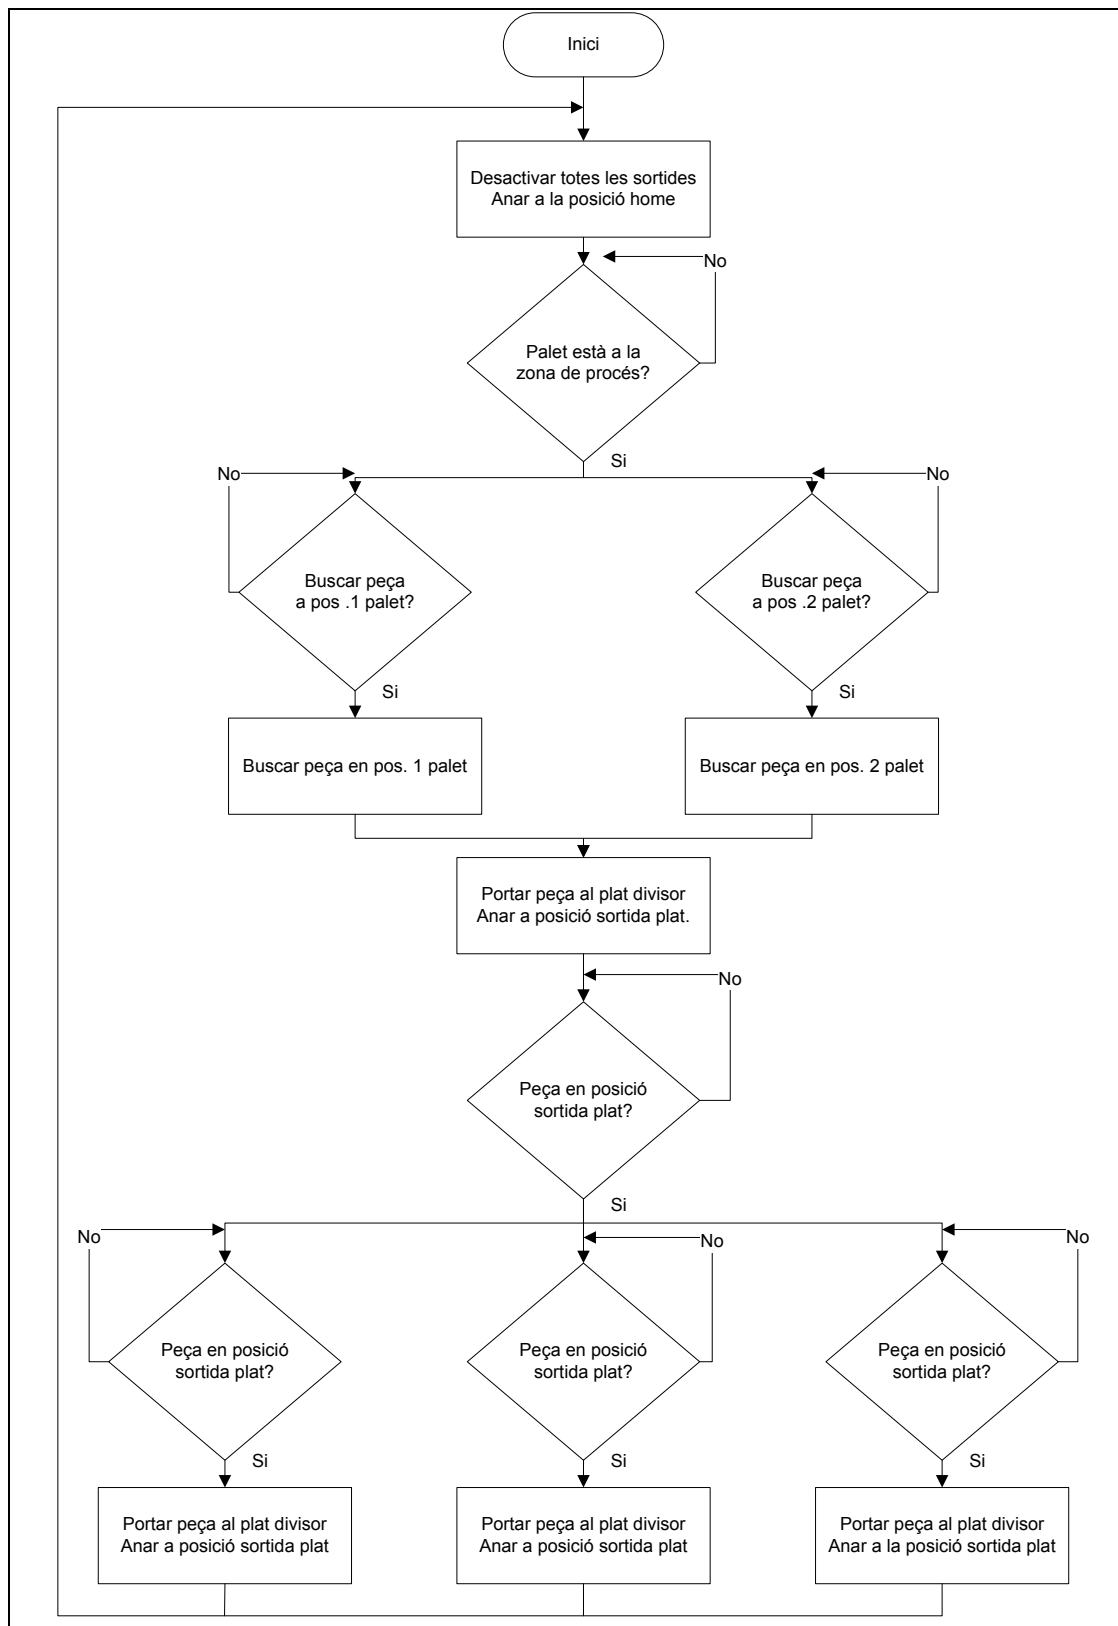 Inici
Desactivar totes les sortides
Anar a la posició home
No
Palet està a la
zona de procés?
Si
No
No
Buscar peça
a pos .1 palet?
Buscar peça
a pos .2 palet?
Si
Si
Buscar peça en pos. 1 palet
Buscar peça en pos. 2 palet
Portar peça al plat divisor
Anar a posició sortida plat.
No
Peça en posició
sortida plat?
Si
No
No
No
Peça en posició
sortida plat?
Peça en posició
sortida plat?
Peça en posició
sortida plat?
Si
Si
Si
Portar peça al plat divisor
Anar a posició sortida plat
Portar peça al plat divisor
Anar a posició sortida plat
Portar peça al plat divisor
Anar a la posició sortida plat